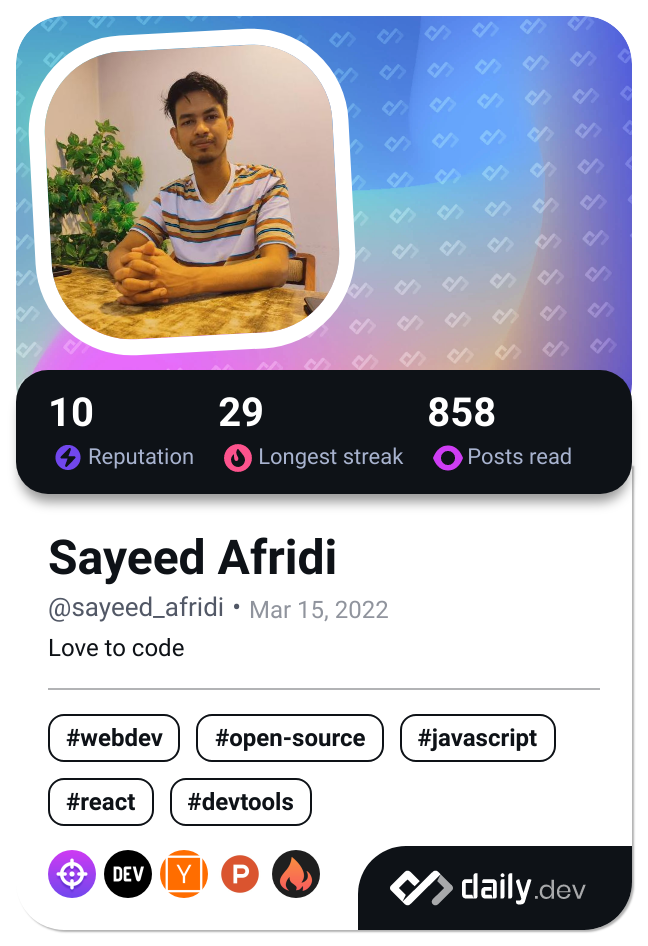 10 29 858
Reputation Longest streak Posts read
Sayeed Afridi
@sayeed_afridi • Mar 15, 2022
Love to code
#webdev #open-source #javascript
#react #devtools
DEV Y P
daily.dev